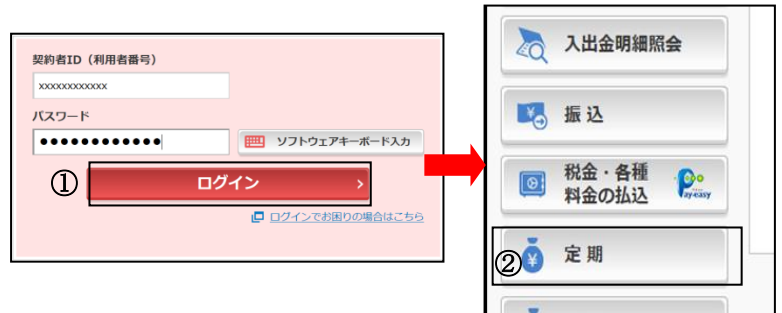 契約者ID（利用者番号）
xxxxxxxxxxxx
パスワード
●●●●●●●●●●●●
ソフトウェアキーボード入力
①
ログイン
ログインでお困りの場合はこちら
入出金明細照会
振込
税金・各種
料金の払込
Pay-easy
②
定期